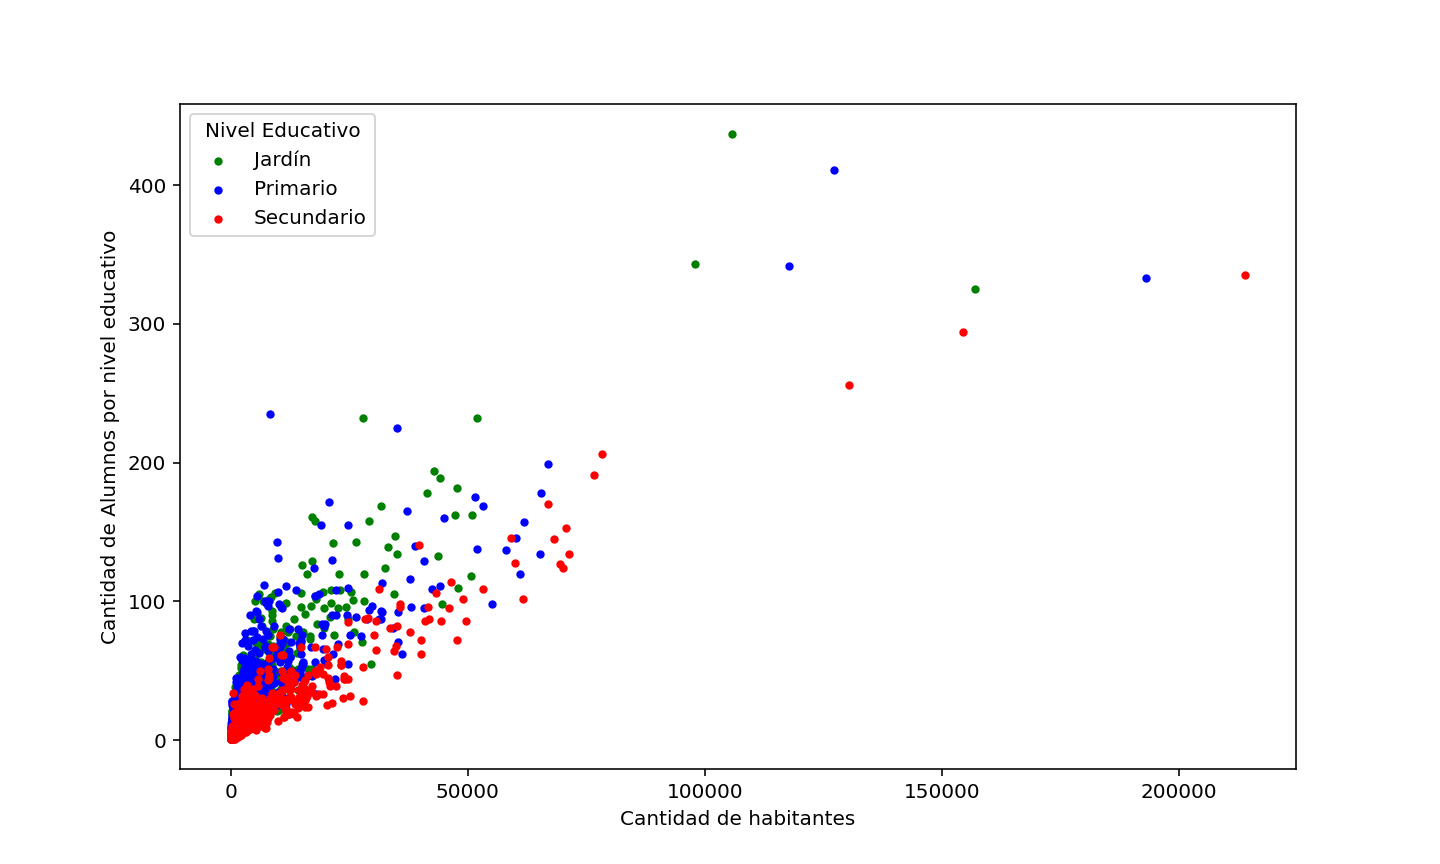 Nivel Educativo
Jardín
Primario
Secundario
Cantidad de Alumnos por nivel educativo
400
300
200
100
0
0 50000 100000 150000 200000
Cantidad de habitantes